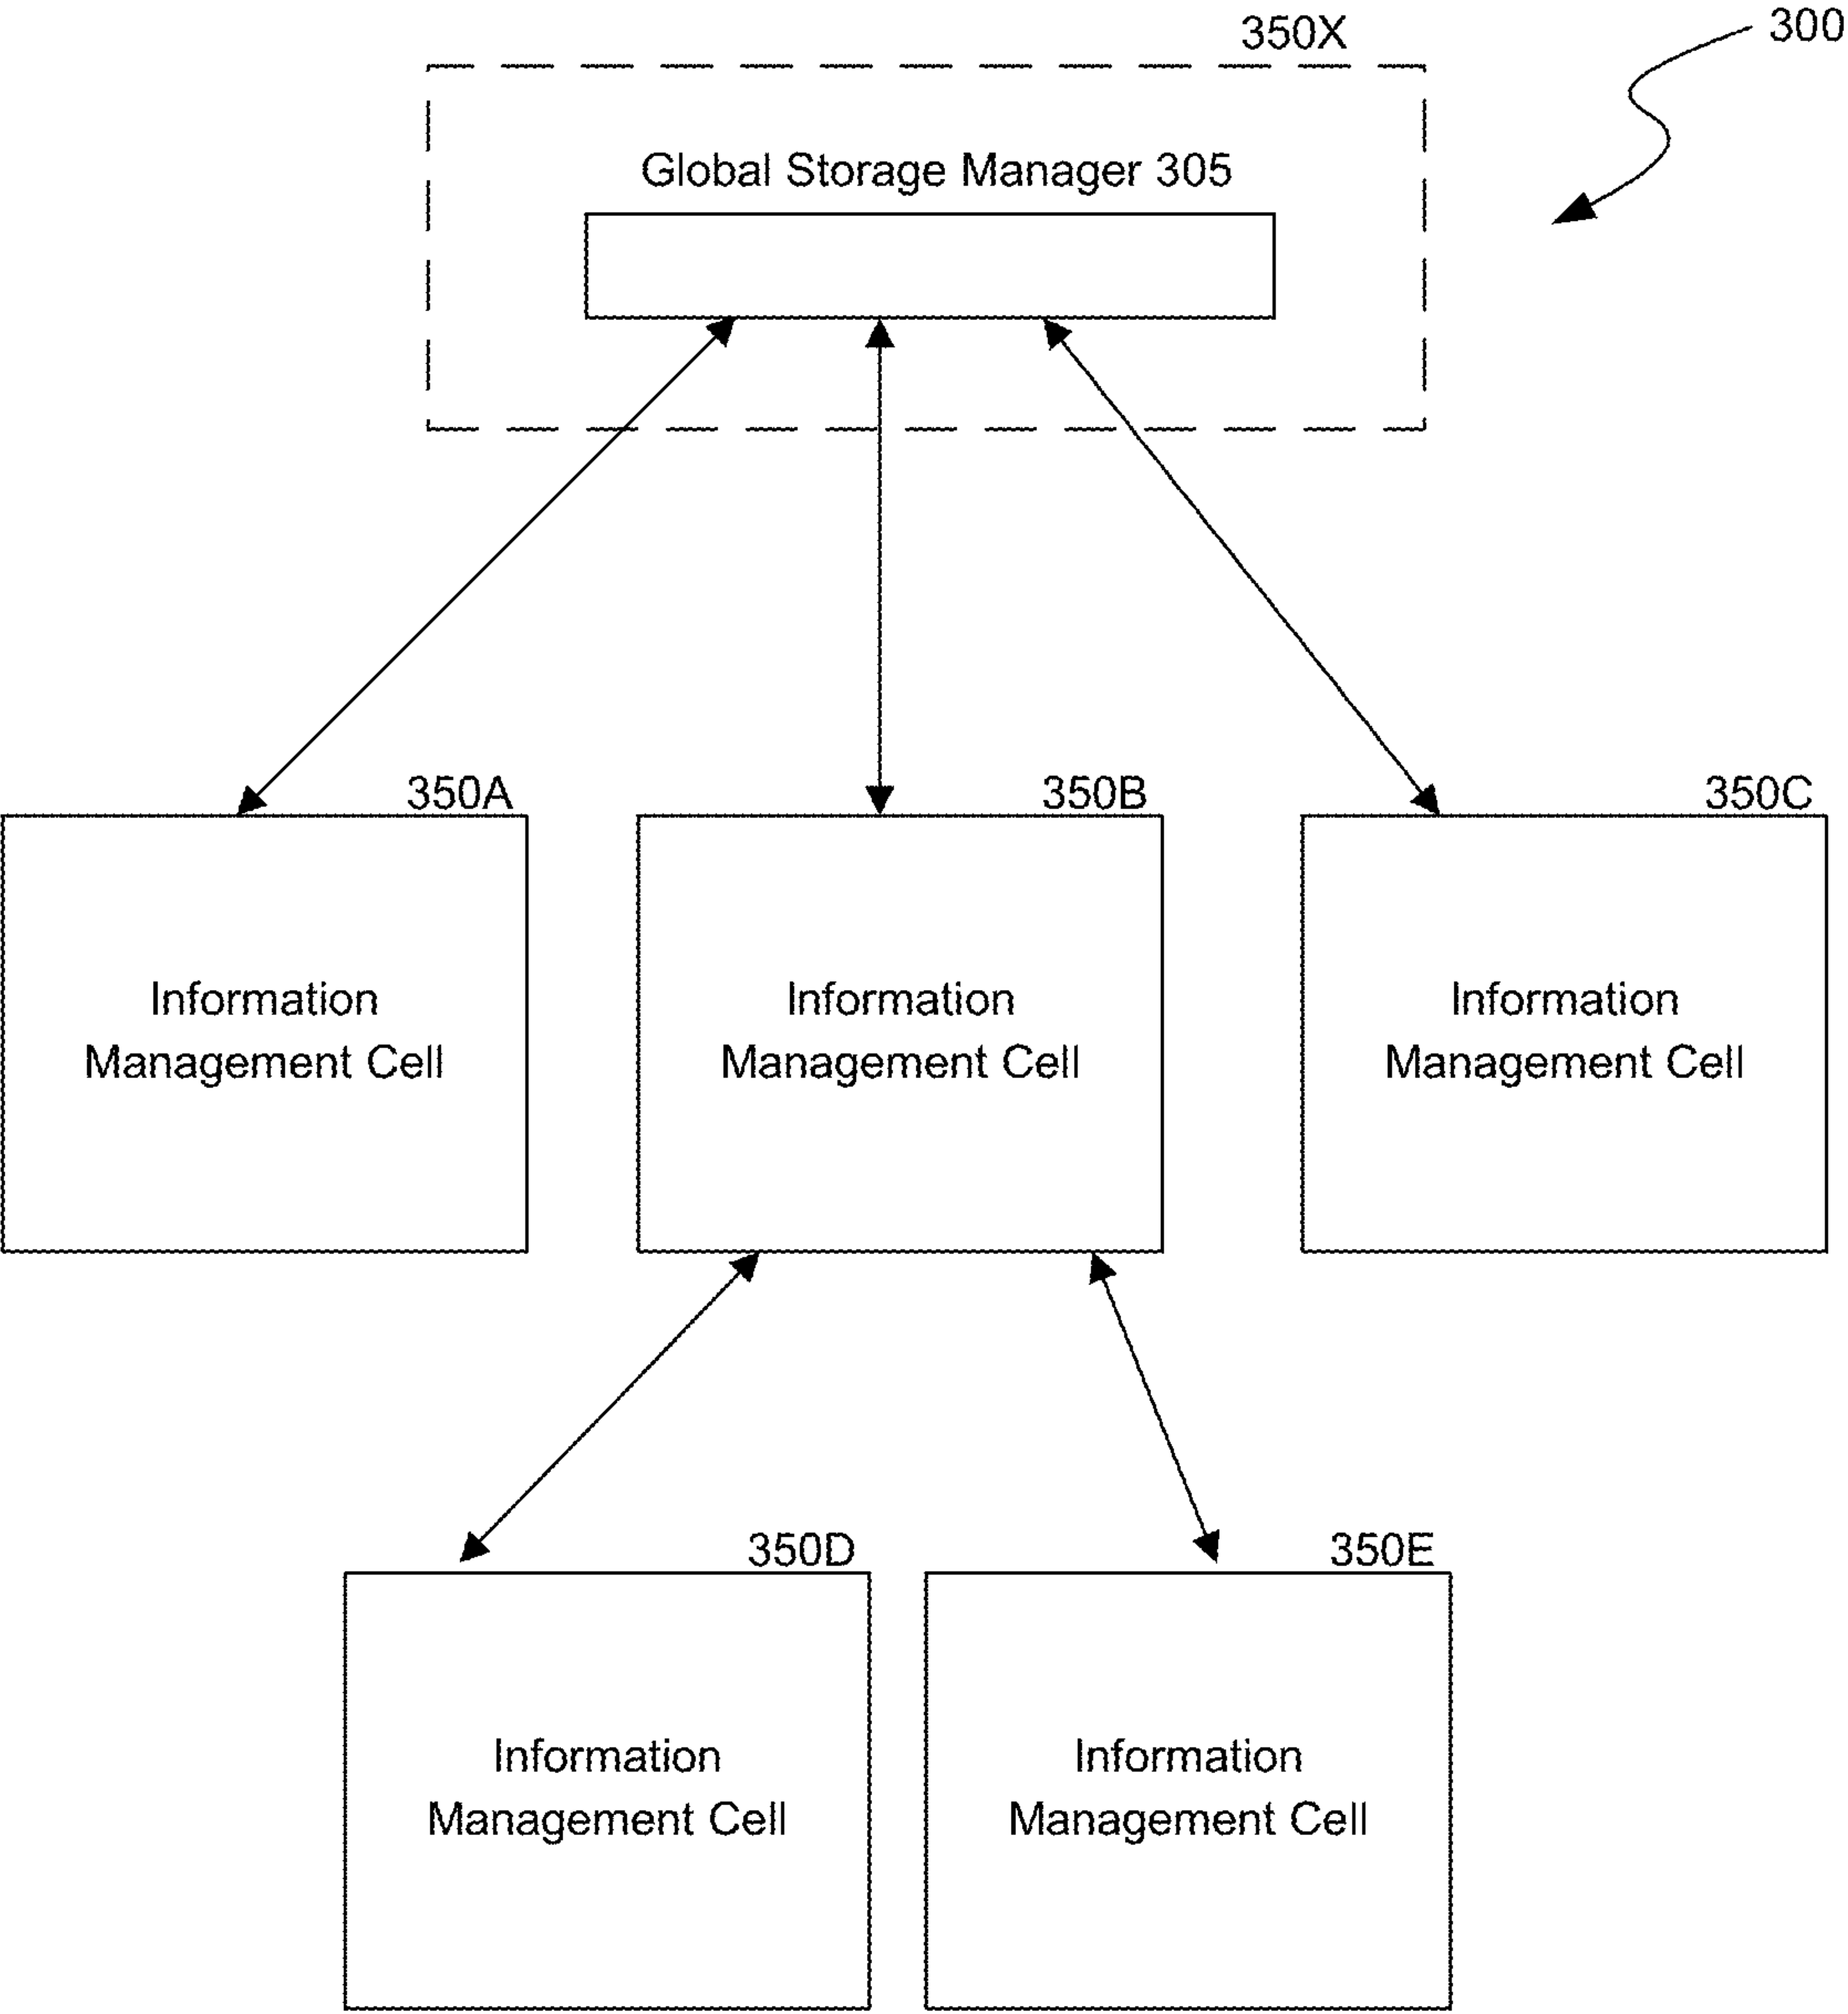 350X
300
Global Storage Manager 305
350A
350B
350C
Information
Management Cell
Information
Management Cell
Information
Management Cell
350D
350E
Information
Management Cell
Information
Management Cell